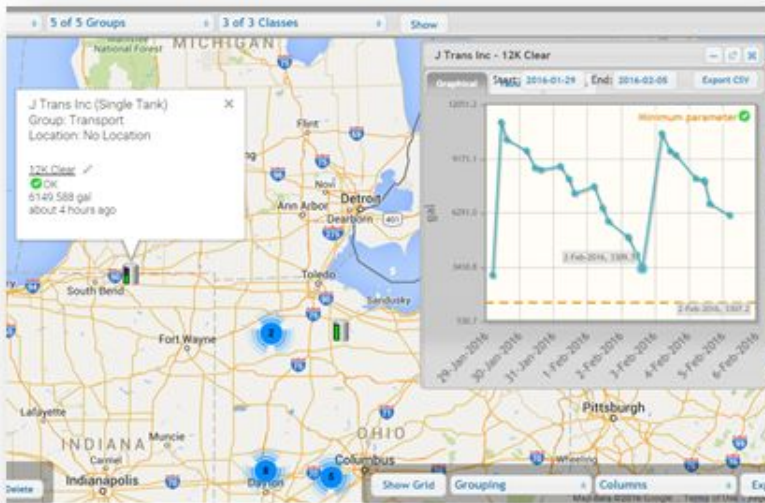 5 of 5 Groups
3 of 3 Classes
Show
National Forest
MICHIGAN
J Trans Inc (Single Tank)
Group: Transport
Location: No Location
12K Clear
OK
6149.588 gal
about 4 hours ago
Flint
Novi
Detroit
Ann Arbor
Dearborn
401
South Bend
Toledo
Sandusky
Fort Wayne
2
Lafayette
INDIANA
Muncie
Carmel
Indianapolis
OHIO
Columbus
Dayton
Pittsburgh
Wheeling
J Trans Inc - 12K Clear
Graphical
Start: 2016-01-29
End: 2016-02-05
Export CSV
Minimum parameter
gal
29-Jan-2016
30-Jan-2016
31-Jan-2016
1-Feb-2016
2-Feb-2016
3-Feb-2016
4-Feb-2016
5-Feb-2016
6-Feb-2016
Delete
Show Grid
Grouping
Columns